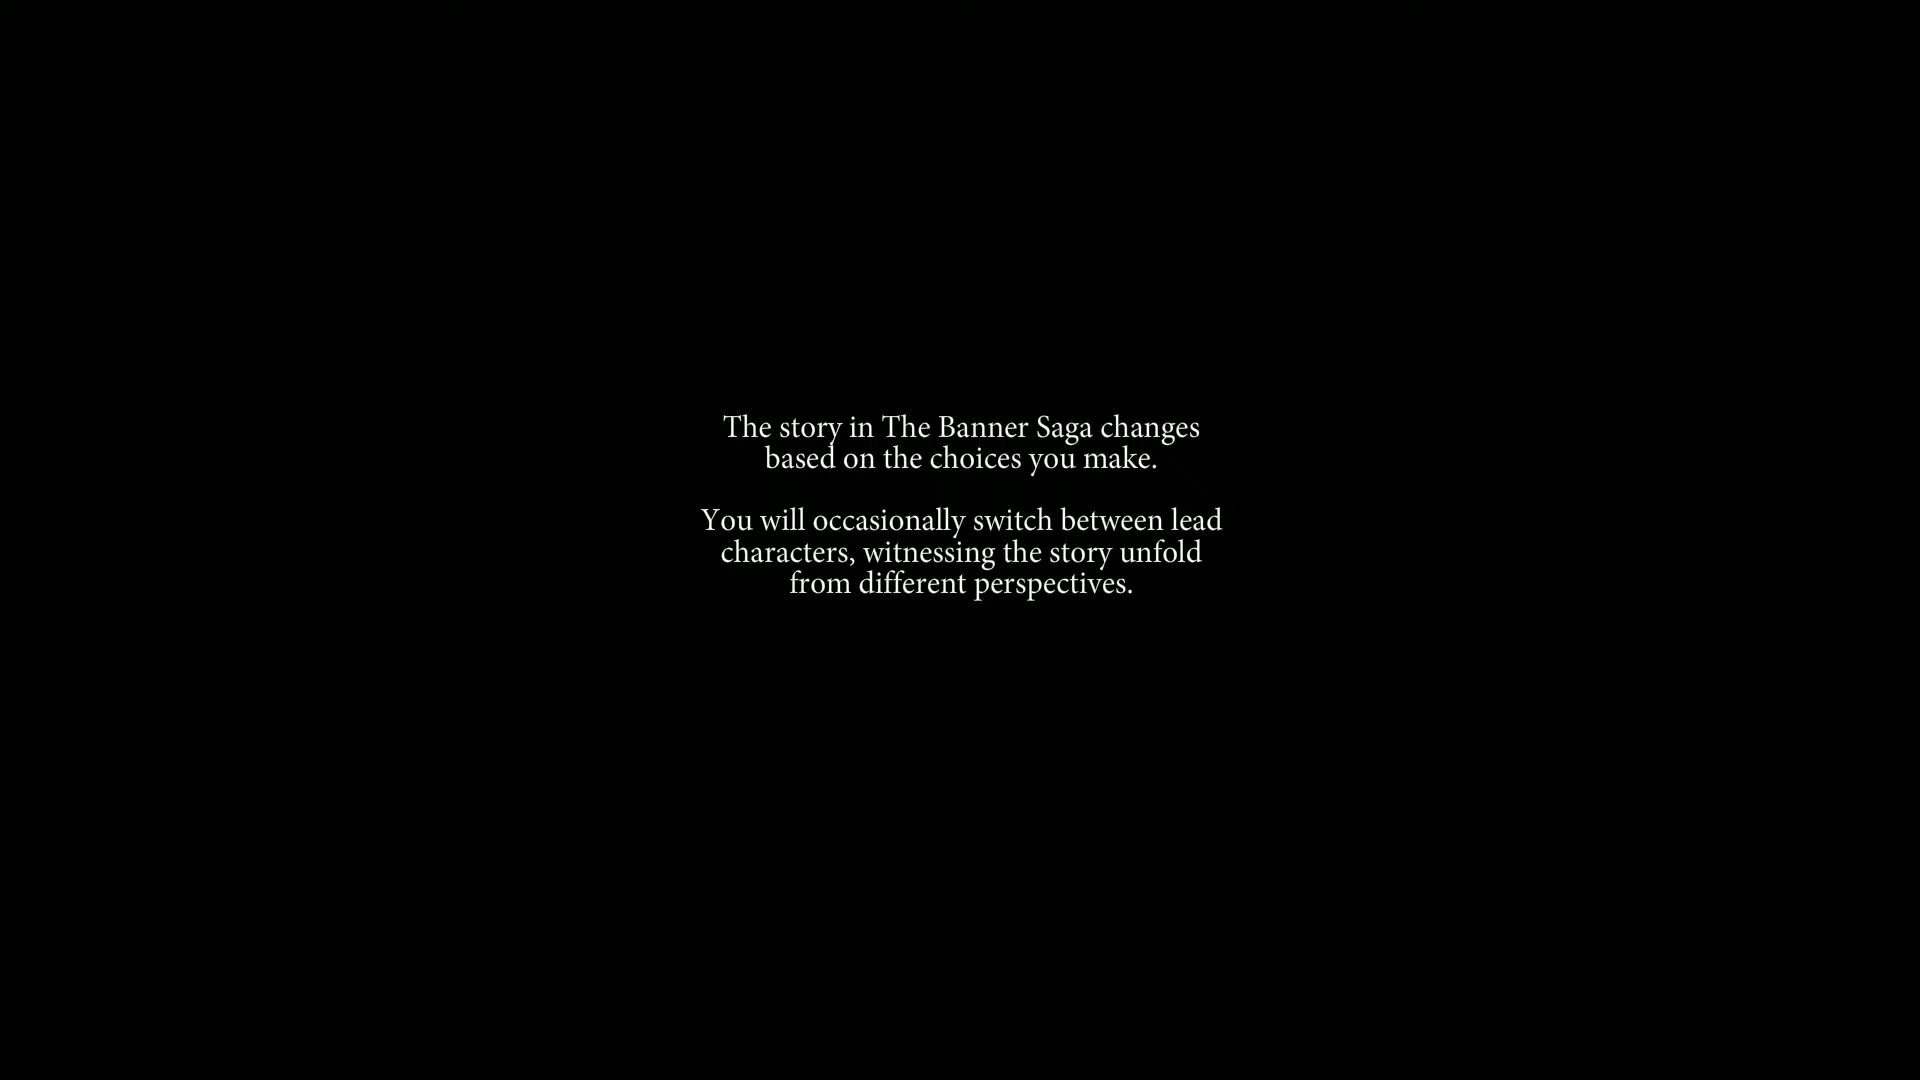 The story in The Banner Saga changes
based on the choices you make.
You will occasionally switch between lead
characters, witnessing the story unfold
from different perspectives.